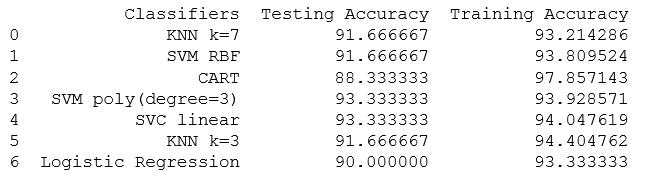 Classifiers Testing Accuracy Training Accuracy
0 KNN k=7 91.666667 93.214286
1 SVM RBF 91.666667 93.809524
2 CART 88.333333 97.857143
3 SVM poly(degree=3) 93.333333 93.928571
4 SVC linear 93.333333 94.047619
5 KNN k=3 91.666667 94.404762
6 Logistic Regression 90.000000 93.333333